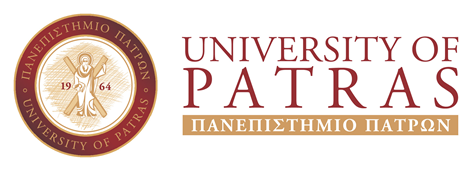 ΠΑΝΕΠΙΣΤΗΜΙΟ ΠΑΤΡΩΝ
19 64
UNIVERSITY OF PATRAS
UNIVERSITY OF
PATRAS
ΠΑΝΕΠΙΣΤΗΜΙΟ ΠΑΤΡΩΝ